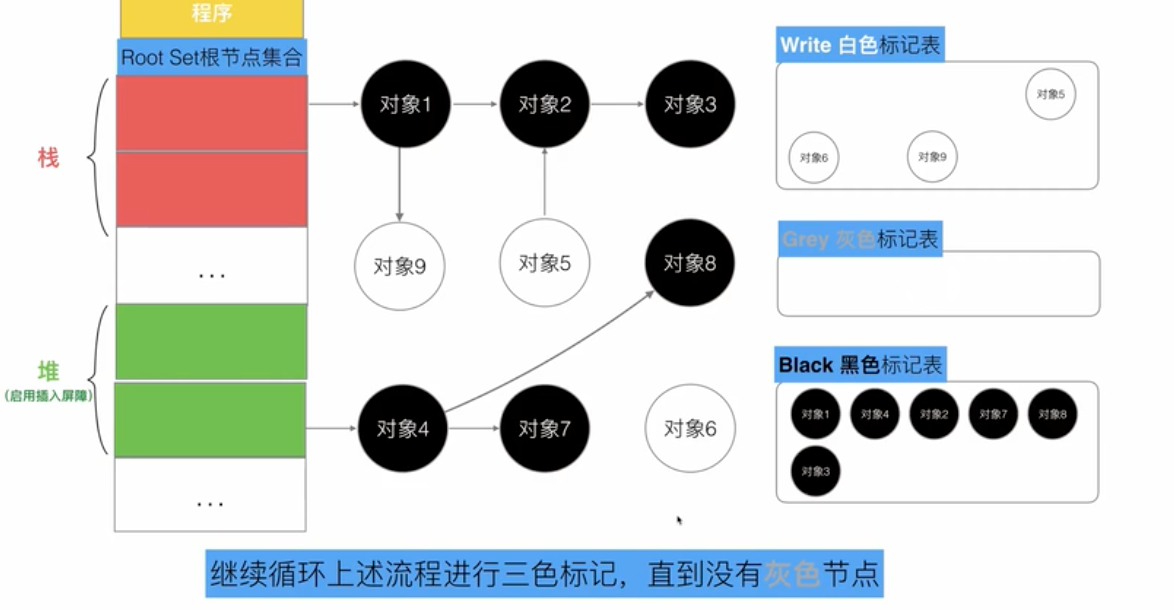 程序
Root Set根节点集合
栈
...
堆
(启用插入屏障)
...
对象1
对象2
对象3
对象9
对象5
对象8
对象4
对象7
对象6
Write 白色标记表
对象5
对象6
对象9
Grey 灰色标记表
Black 黑色标记表
对象1
对象4
对象2
对象7
对象8
对象3
继续循环上述流程进行三色标记，直到没有灰色节点